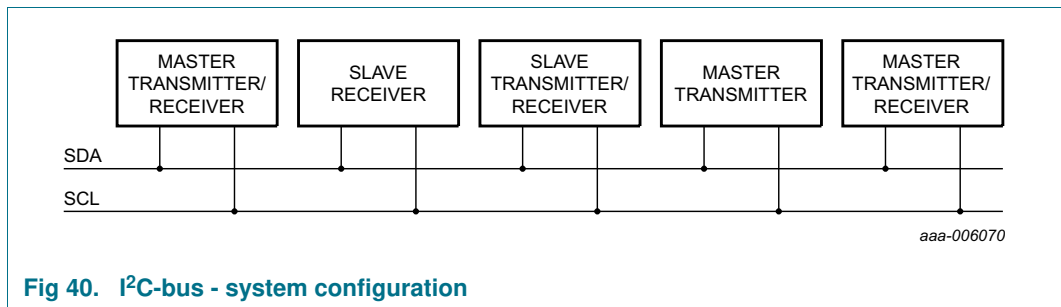 MASTER
TRANSMITTER/
RECEIVER
SLAVE
RECEIVER
SLAVE
TRANSMITTER/
RECEIVER
MASTER
TRANSMITTER
MASTER
TRANSMITTER/
RECEIVER
SDA
SCL
aaa-006070
Fig 40. I²C-bus - system configuration